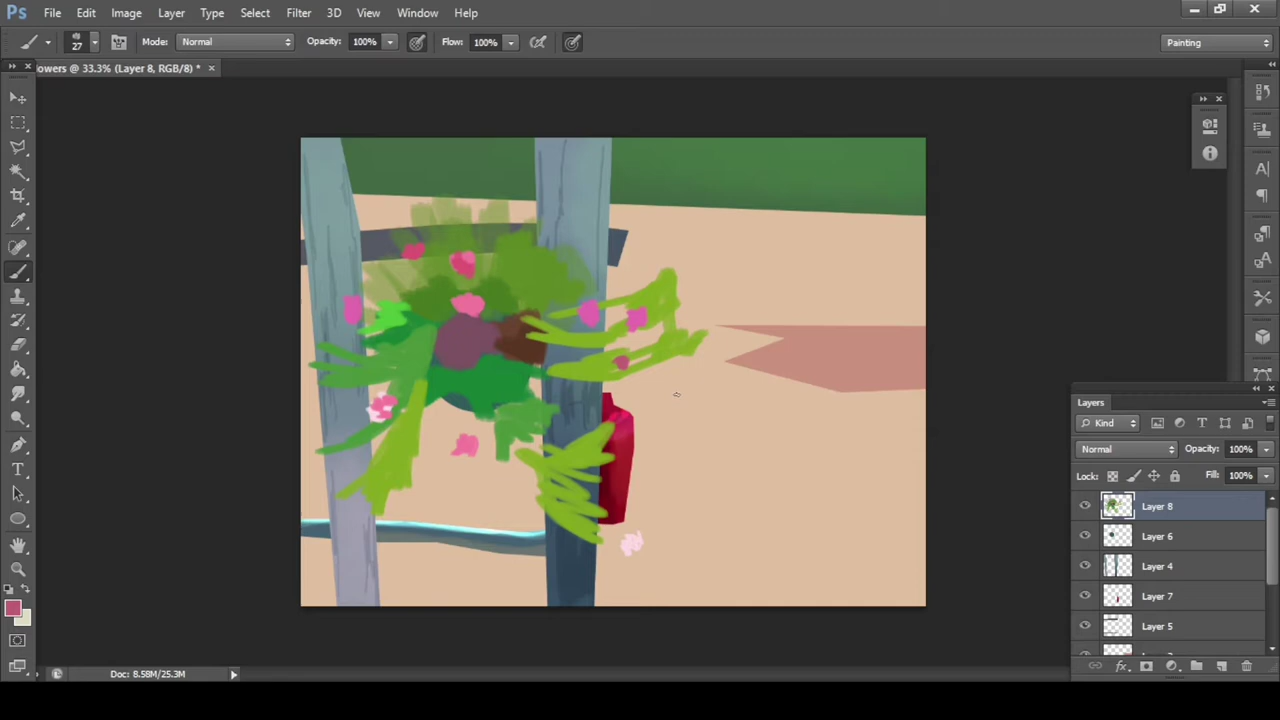 Ps File Edit Image Layer Type Select Filter 3D View Window Help
27 Mode: Normal Opacity: 100% Flow: 100% Painting
owers @ 33.3% (Layer 8, RGB/8) * ×
Layers
Kind
Normal Opacity: 100%
Lock: Fill: 100%
Layer 8
Layer 6
Layer 4
Layer 7
Layer 5
Doc: 8.58M/25.3M